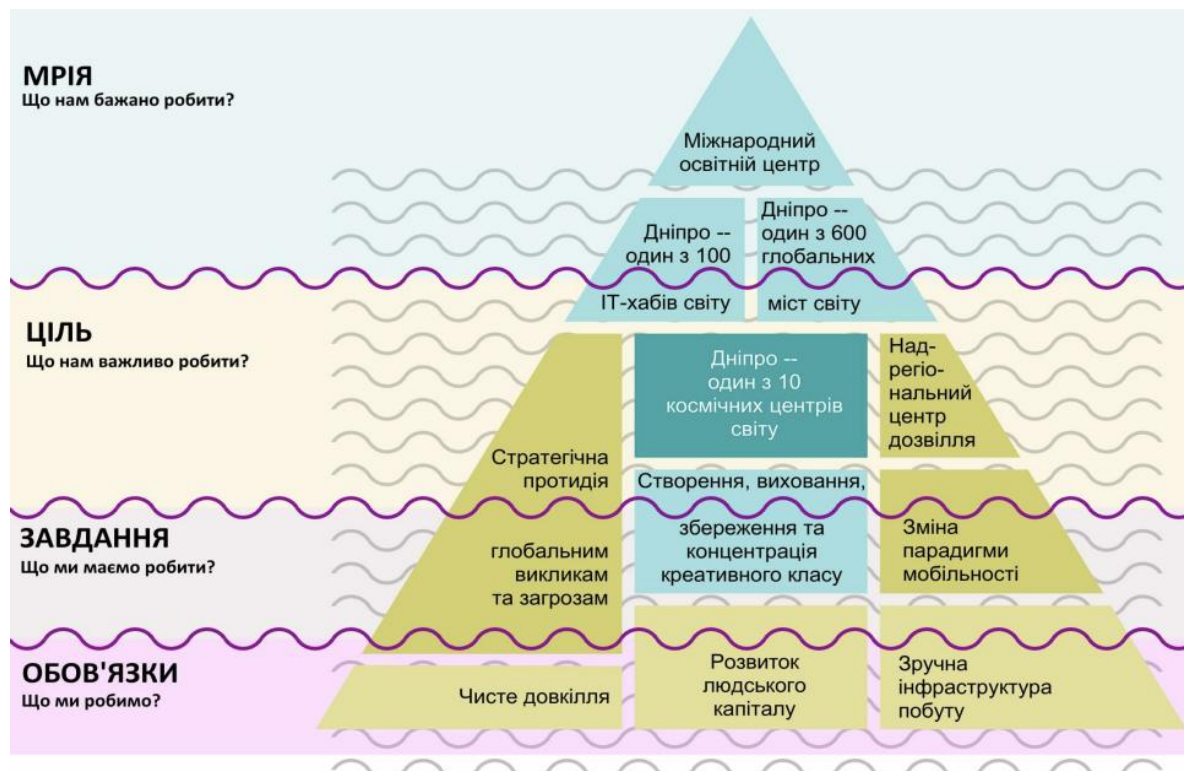 МРІЯ
Що нам бажано робити?
Міжнародний
освітній центр
Дніпро --
один з 100
ІТ-хабів світу
Дніпро --
один з 600
глобальних
міст світу
ЦІЛЬ
Що нам важливо робити?
Стратегічна
протидія
глобальним
викликам
та загрозам
Дніпро --
один з 10
космічних центрів
світу
Над-
регіо-
нальний
центр
дозвілля
Створення, виховання,
збереження та
концентрація
креативного класу
ЗАВДАННЯ
Що ми маємо робити?
Зміна
парадигми
мобільності
ОБОВ'ЯЗКИ
Що ми робимо?
Чисте довкілля
Розвиток
людського
капіталу
Зручна
інфраструктура
побуту